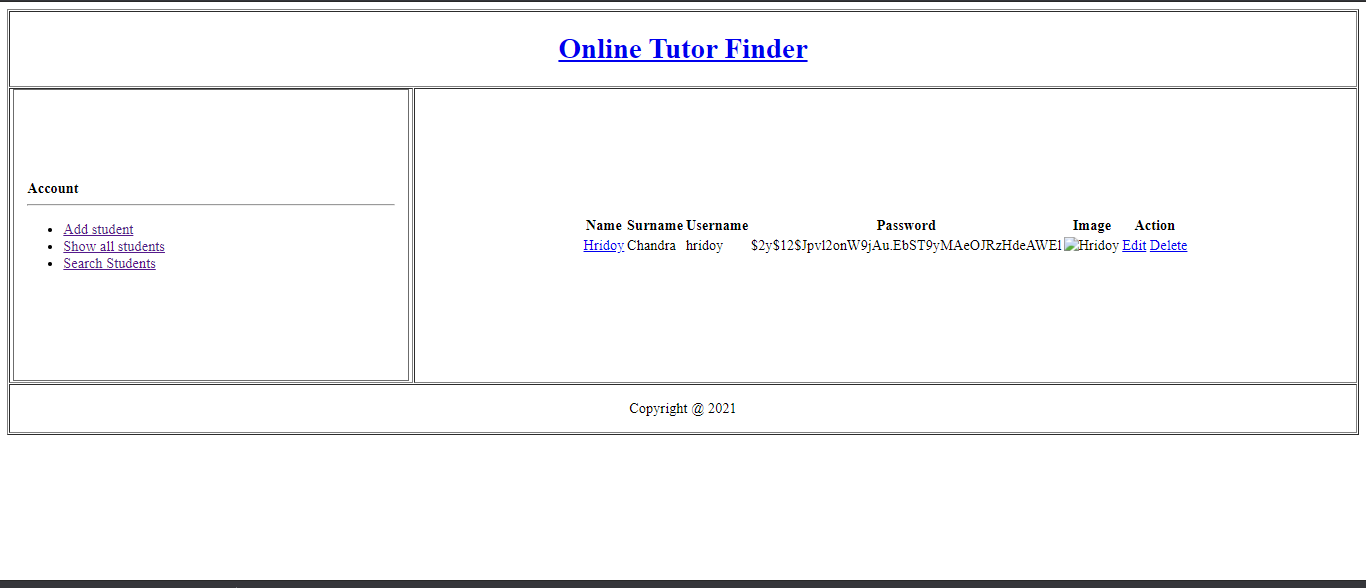 Online Tutor Finder
Account
Add student
Show all students
Search Students
Name Surname Username Password Image Action
Hridoy Chandra hridoy $2y$12$Jpvl2onW9jAu.EbST9yMAeOJRzHdeAWEl Hridoy Edit Delete
Copyright @ 2021